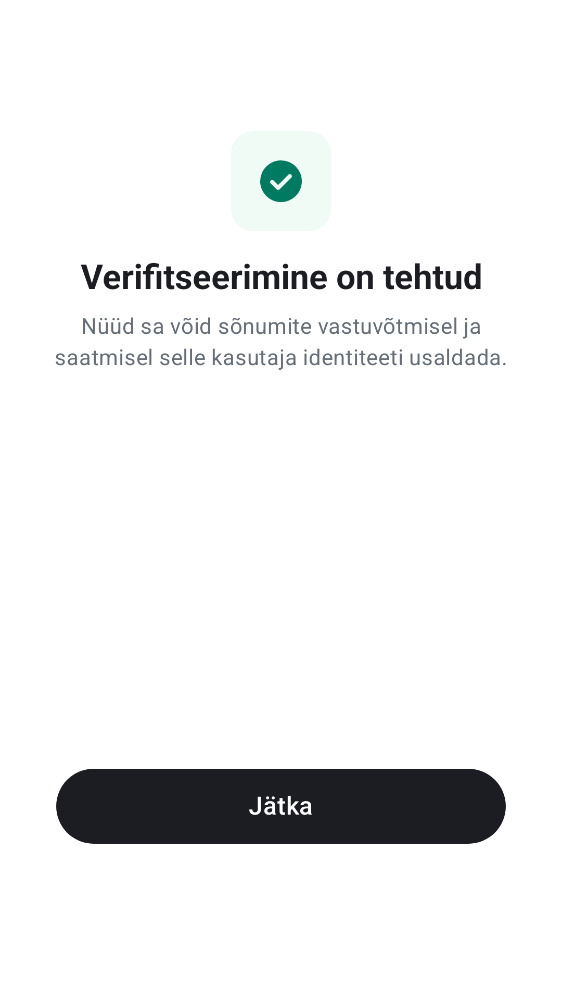 Verifitseerimine on tehtud
Nüüd sa võid sõnumite vastuvõtmisel ja
saatmisel selle kasutaja identiteeti usaldada.
Jätka